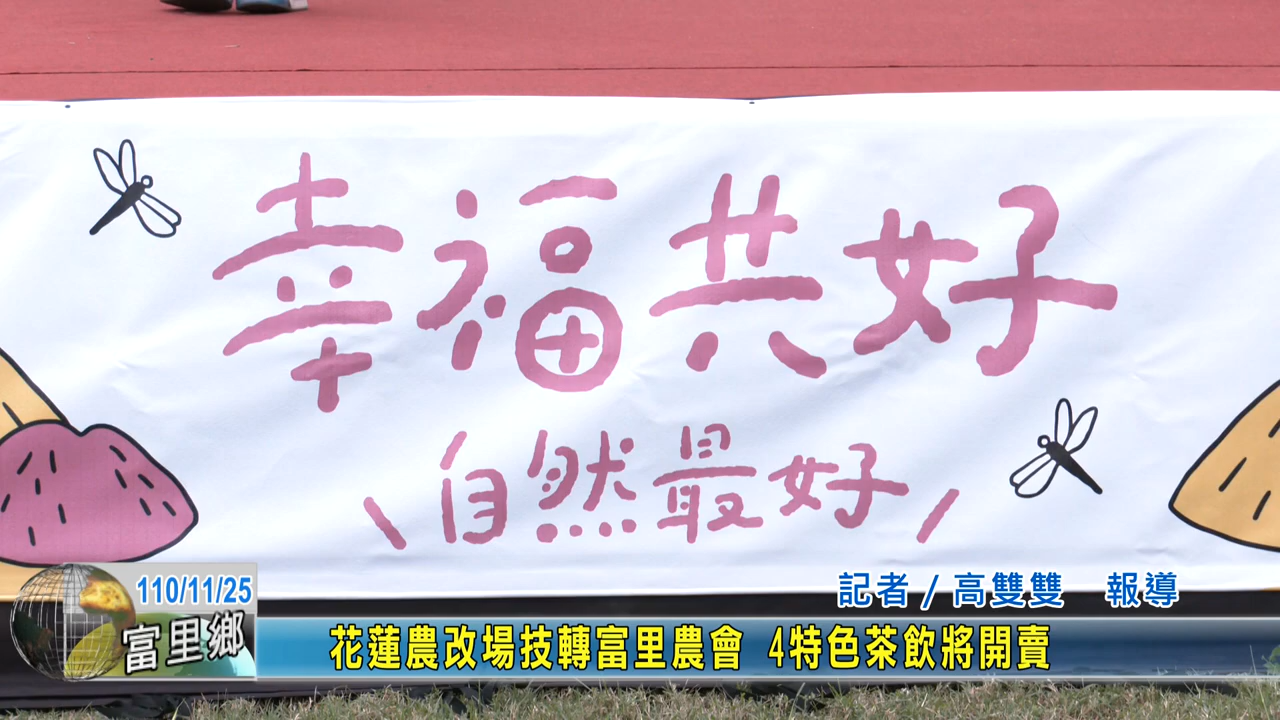 幸福共好
自然最好
記者/高雙雙 報導
110/11/25
富里鄉
花蓮農改場技轉富里農會 4特色茶飲將開賣